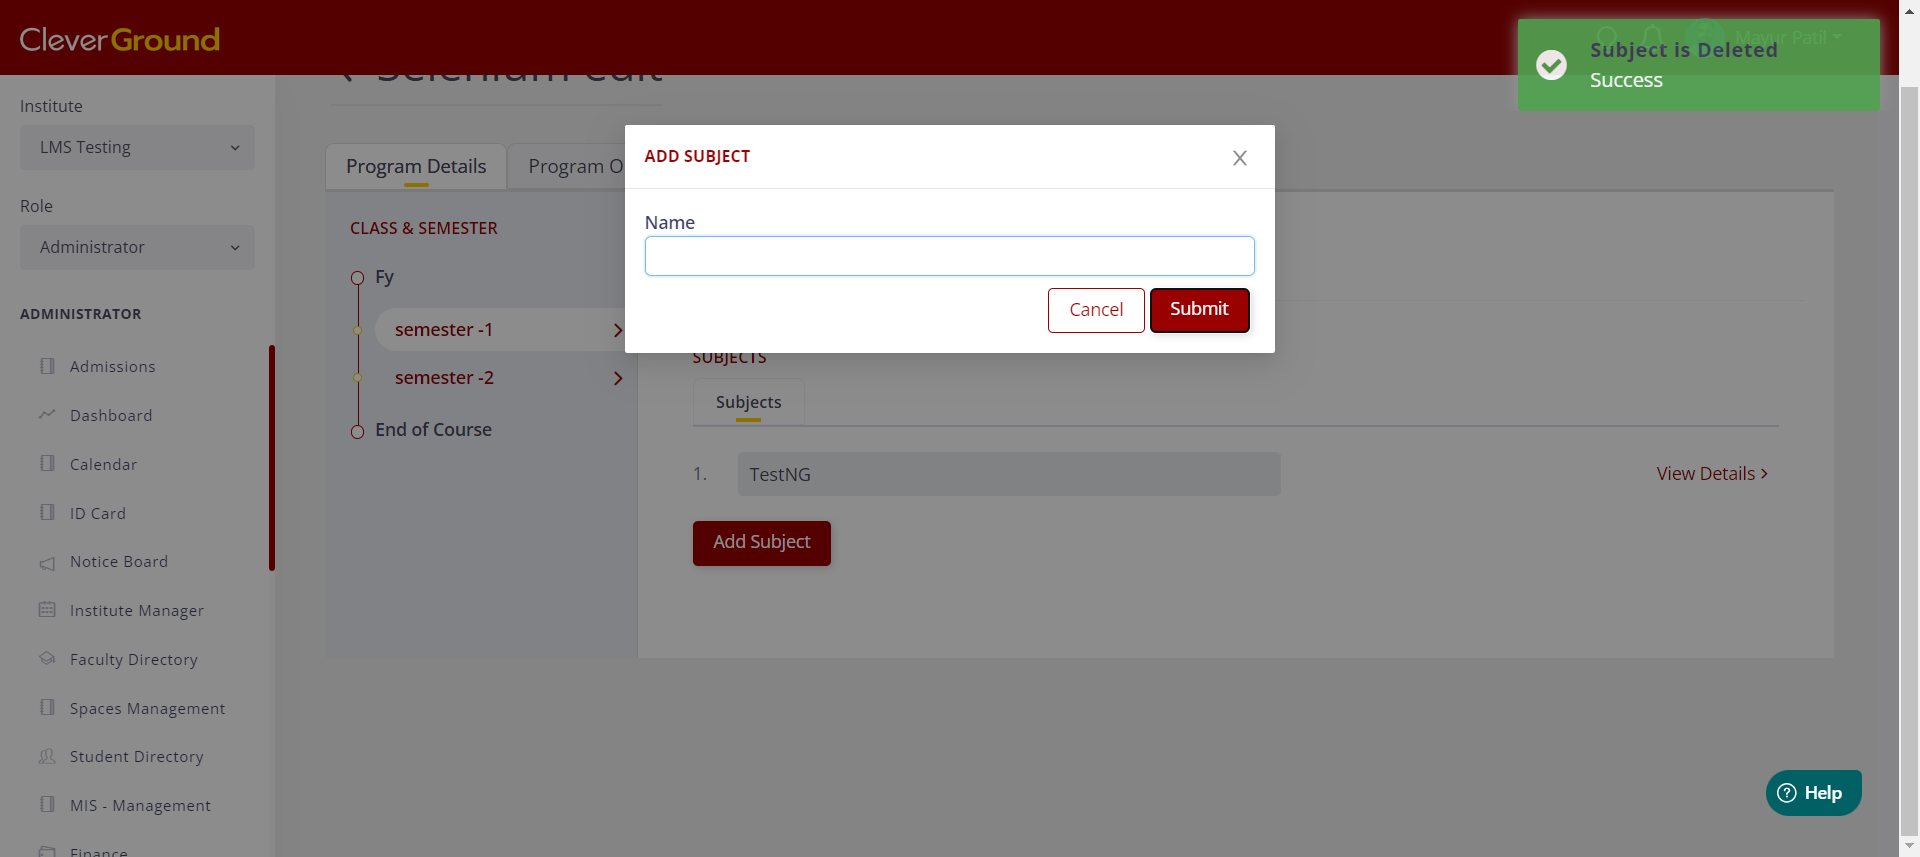 CleverGround
Mayur Patil
Subject is Deleted
Success
Selenium edit
Institute
LMS Testing
Role
Administrator
ADMINISTRATOR
Admissions
Dashboard
Calendar
ID Card
Notice Board
Institute Manager
Faculty Directory
Spaces Management
Student Directory
MIS - Management
Finance
Program Details
Program O
CLASS & SEMESTER
Fy
semester -1
semester -2
End of Course
ADD SUBJECT
X
Name
Cancel
Submit
SUBJECTS
Subjects
1.
TestNG
View Details >
Add Subject
? Help